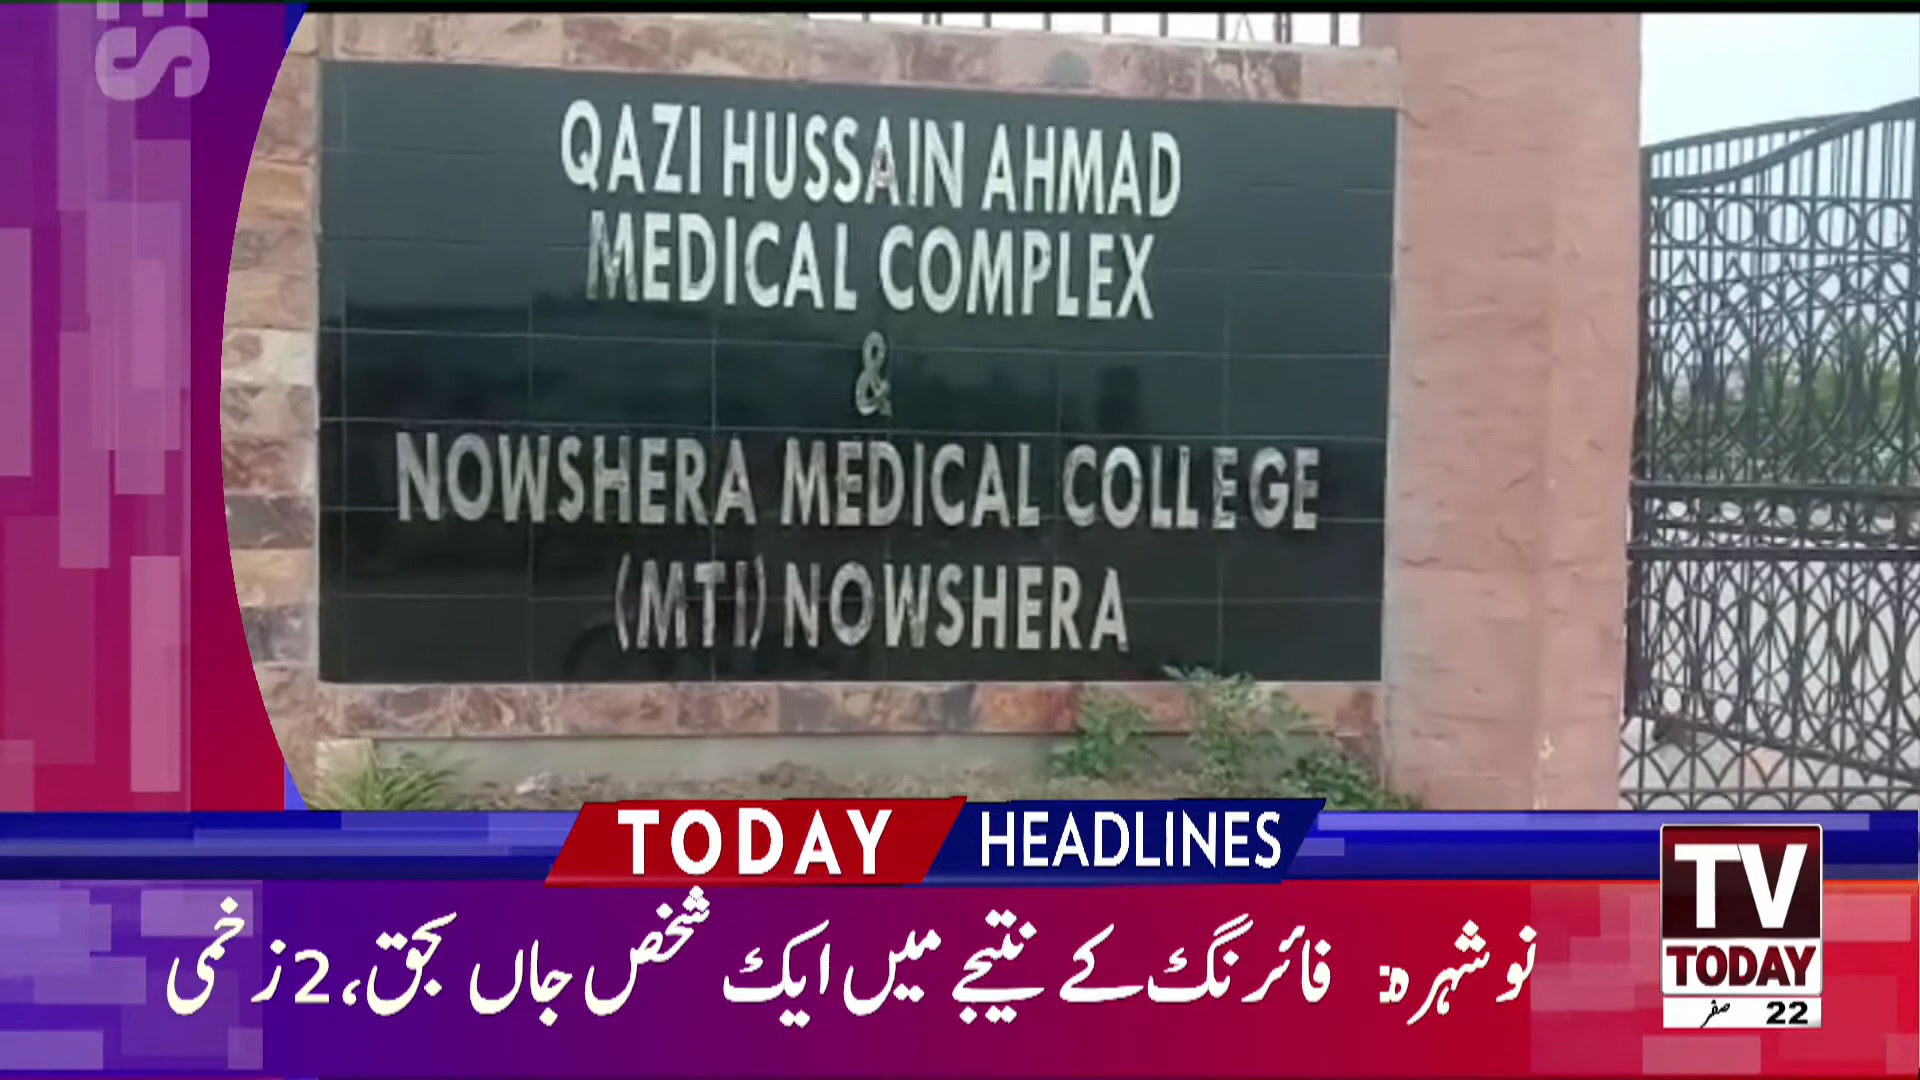 QAZI HUSSAIN AHMAD
MEDICAL COMPLEX
&
NOWSHERA MEDICAL COLLEGE
(MTI) NOWSHERA
TODAY HEADLINES
نوشہرہ: فائرنگ کے نتیجے میں ایک شخص جاں بحق، 2 زخمی
TV
TODAY
22 صفر